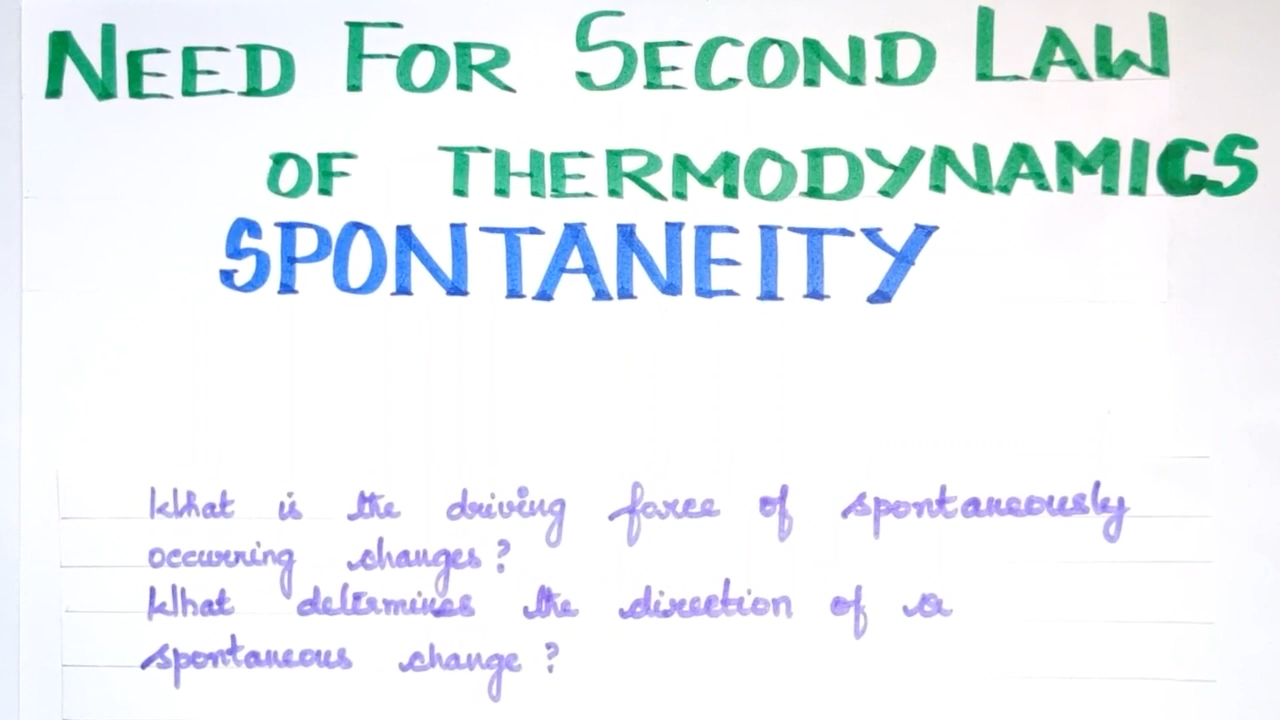 NEED FOR SECOND LAW
OF THERMODYNAMICS
SPONTANEITY
What is the driving force of spontaneously
occurring changes?
What determines the direction of a
spontaneous change?